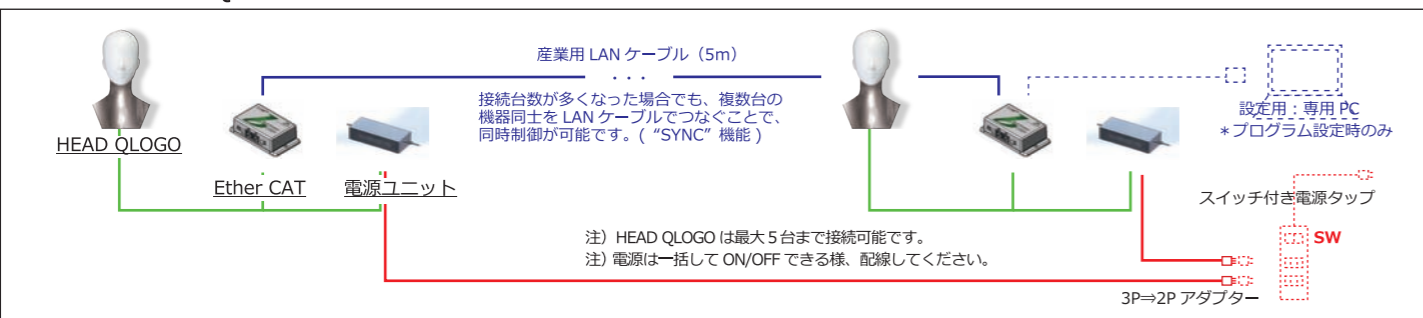 産業用 LAN ケーブル（5m）
・・・
接続台数が多くなった場合でも、複数台の
機器同士を LAN ケーブルでつなぐことで、
同時制御が可能です。( “SYNC” 機能 )
設定用：専用 PC
＊プログラム設定時のみ
HEAD QLOGO
Ether CAT
電源ユニット
スイッチ付き電源タップ
SW
注）HEAD QLOGO は最大 5 台まで接続可能です。
注）電源は一括して ON/OFF できる様、配線してください。
3P⇒2P アダプター